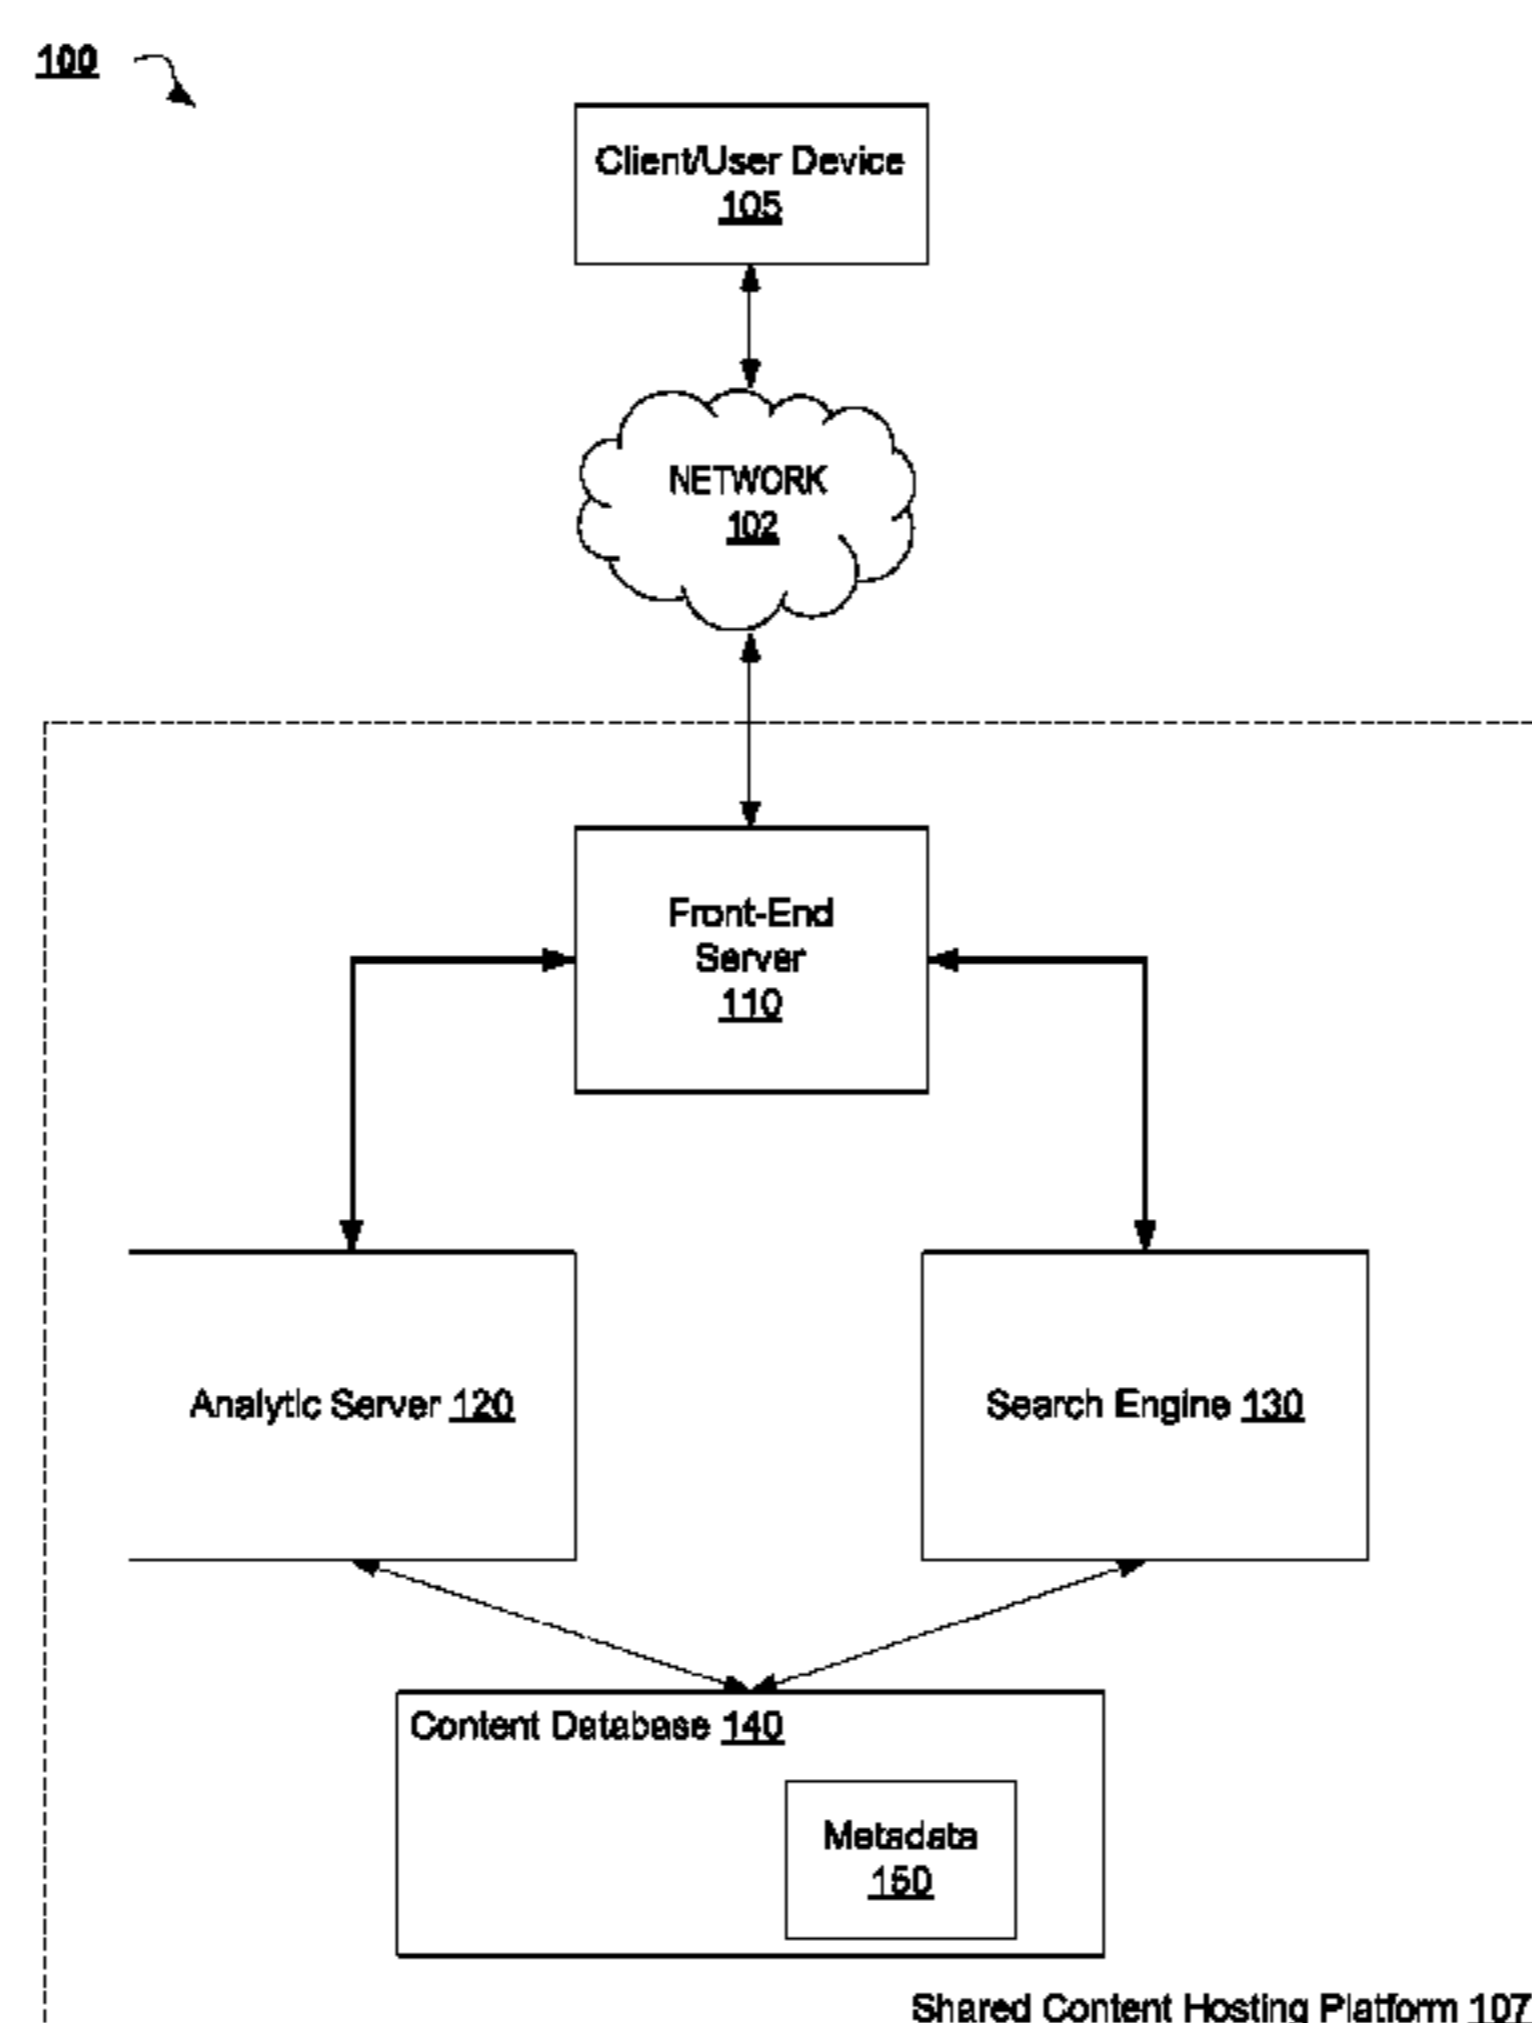 100
Client/User Device
105
NETWORK
102
Front-End
Server
110
Analytic Server 120
Search Engine 130
Content Database 140
Metadata
150
Shared Content Hosting Platform 107